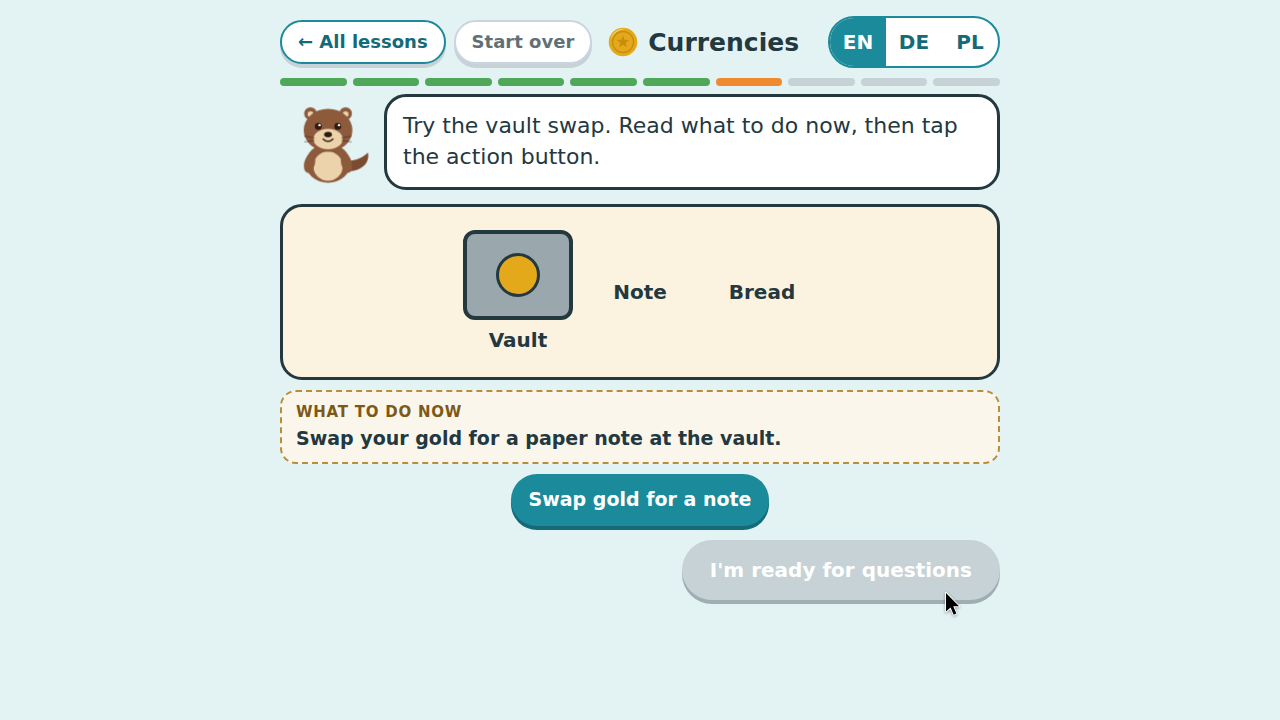 ← All lessons
Start over
Currencies
EN DE PL
Try the vault swap. Read what to do now, then tap
the action button.
Note
Bread
Vault
WHAT TO DO NOW
Swap your gold for a paper note at the vault.
Swap gold for a note
I'm ready for questions